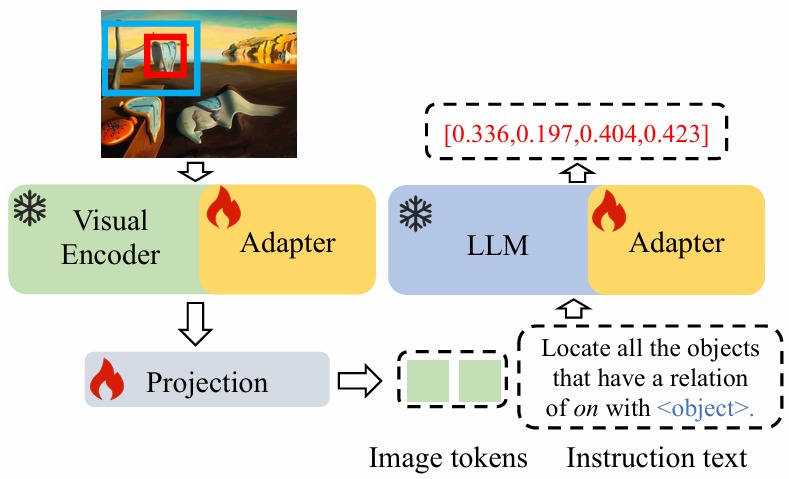 [0.336,0.197,0.404,0.423]
Visual
Encoder
Adapter
LLM
Adapter
Projection
Locate all the objects
that have a relation
of on with <object>.
Image tokens
Instruction text